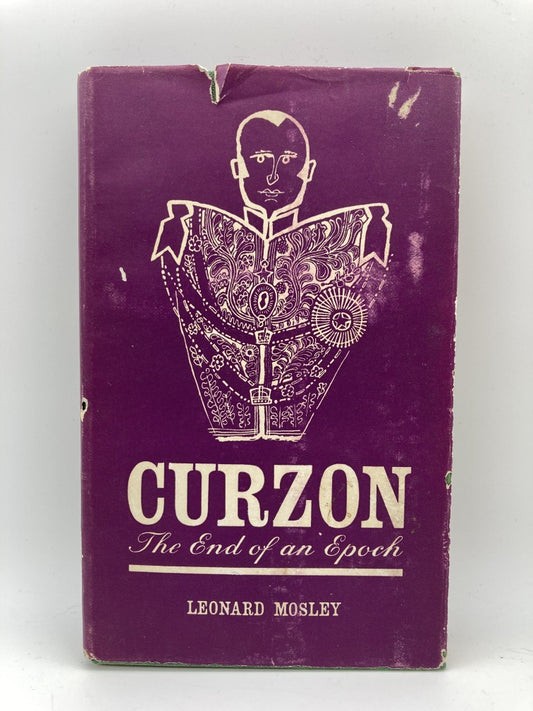 CURZON
The End of an Epoch
LEONARD MOSLEY